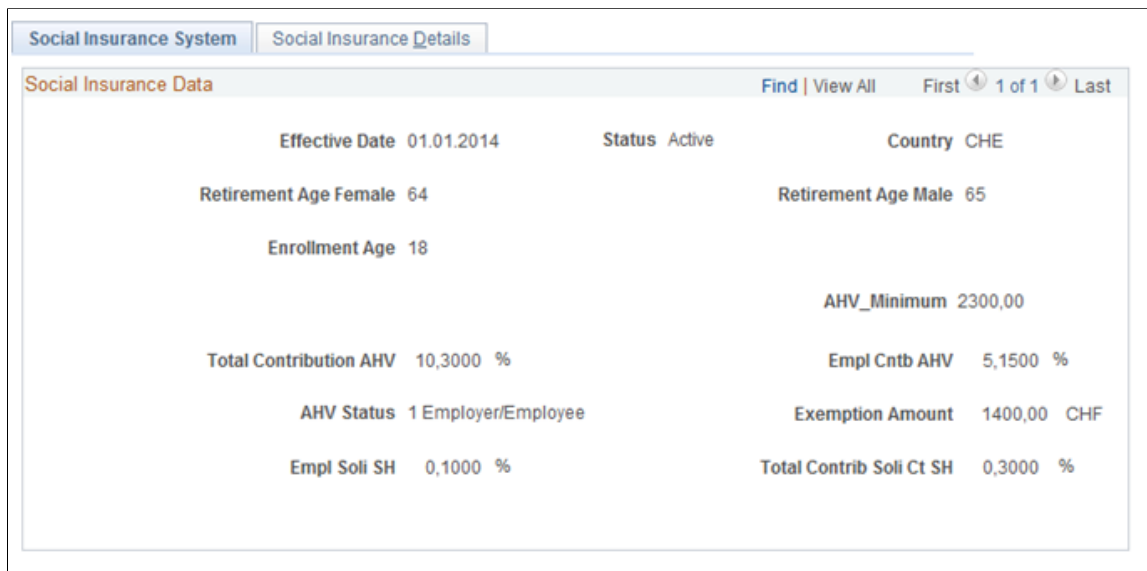 Social Insurance System Social Insurance Details
Social Insurance Data Find | View All First 1 of 1 Last
Effective Date 01.01.2014 Status Active Country CHE
Retirement Age Female 64 Retirement Age Male 65
Enrollment Age 18
AHV_Minimum 2300,00
Total Contribution AHV 10,3000 % Empl Cntb AHV 5,1500 %
AHV Status 1 Employer/Employee Exemption Amount 1400,00 CHF
Empl Soli SH 0,1000 % Total Contrib Soli Ct SH 0,3000 %